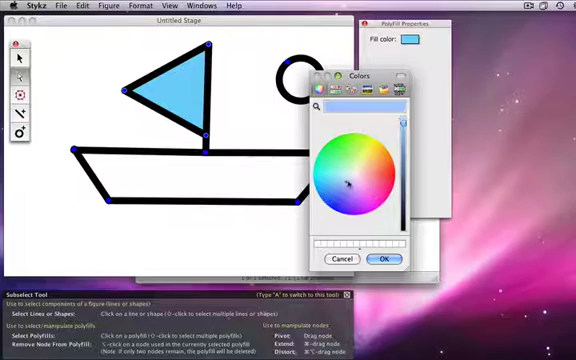 Stykz File Edit Figure Format View Windows Help
Untitled Stage
PolyFill Properties
Fill color:
Colors
Cancel OK
Subselect Tool (Type "A" to switch to this tool)
Use to select components of a figure (lines or shapes)
Select Lines or Shapes: Click on a line or shape (⇧-click to select multiple lines or shapes)
Use to select/manipulate polyfills
Use to manipulate nodes
Select Polyfills: Click on a polyfill (⇧-click to select multiple polyfills)
Pivot: Drag node
Remove Node From Polyfill: ⌥-click on a node used in the currently selected polyfill
Extend: ⌘-drag node
(Note: if only two nodes remain, the polyfill will be deleted)
Distort: ⌘⌥-drag node